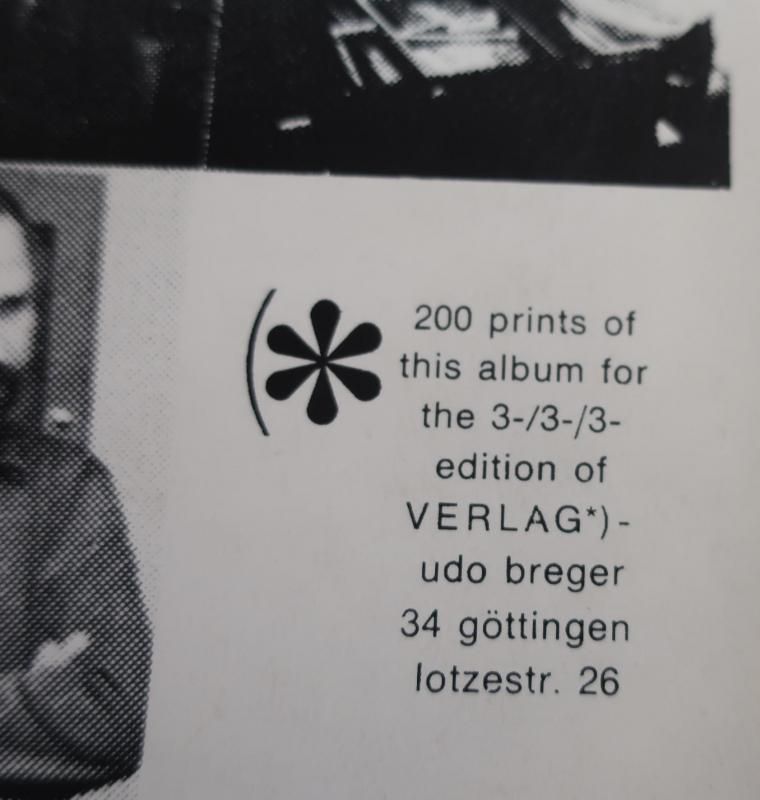 (*
200 prints of
this album for
the 3-/3-/3-
edition of
VERLAG*)-
udo breger
34 göttingen
lotzestr. 26